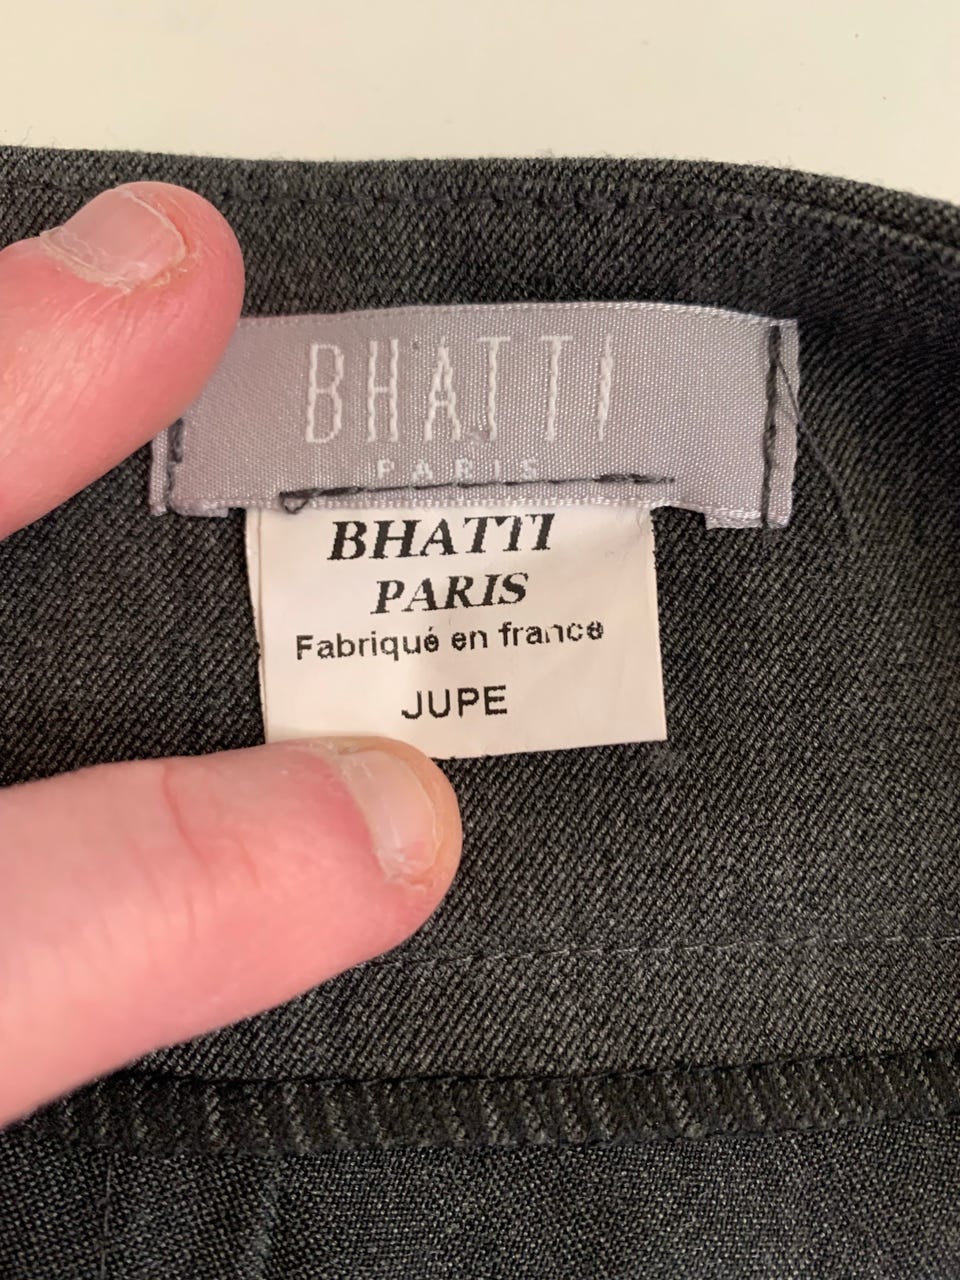 BHATTI
PARIS
BHATTI
PARIS
Fabriqué en france
JUPE